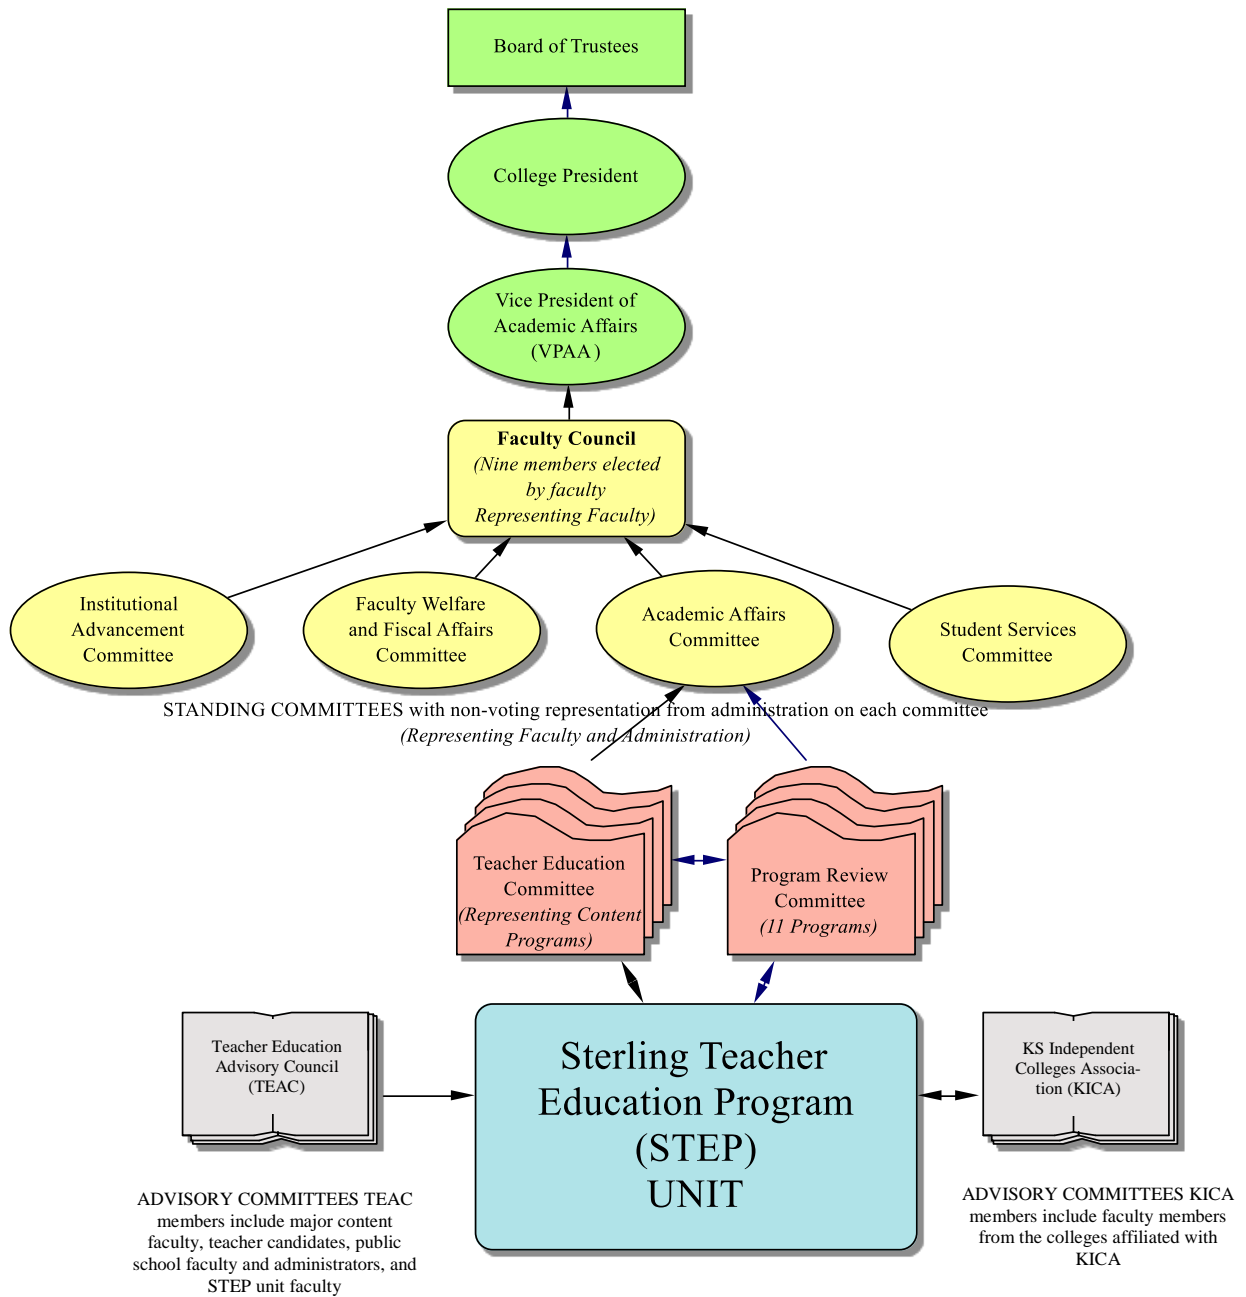 Board of Trustees
College President
Vice President of
Academic Affairs
(VPAA )
Faculty Council
(Nine members elected
by faculty
Representing Faculty)
Institutional
Advancement
Committee
Faculty Welfare
and Fiscal Affairs
Committee
Academic Affairs
Committee
Student Services
Committee
STANDING COMMITTEES with non-voting representation from administration on each committee
(Representing Faculty and Administration)
Teacher Education
Committee
(Representing Content
Programs)
Program Review
Committee
(11 Programs)
Teacher Education
Advisory Council
(TEAC)
Sterling Teacher
Education Program
(STEP)
UNIT
KS Independent
Colleges Associa-
tion (KICA)
ADVISORY COMMITTEES TEAC
members include major content
faculty, teacher candidates, public
school faculty and administrators, and
STEP unit faculty
ADVISORY COMMITTEES KICA
members include faculty members
from the colleges affiliated with
KICA